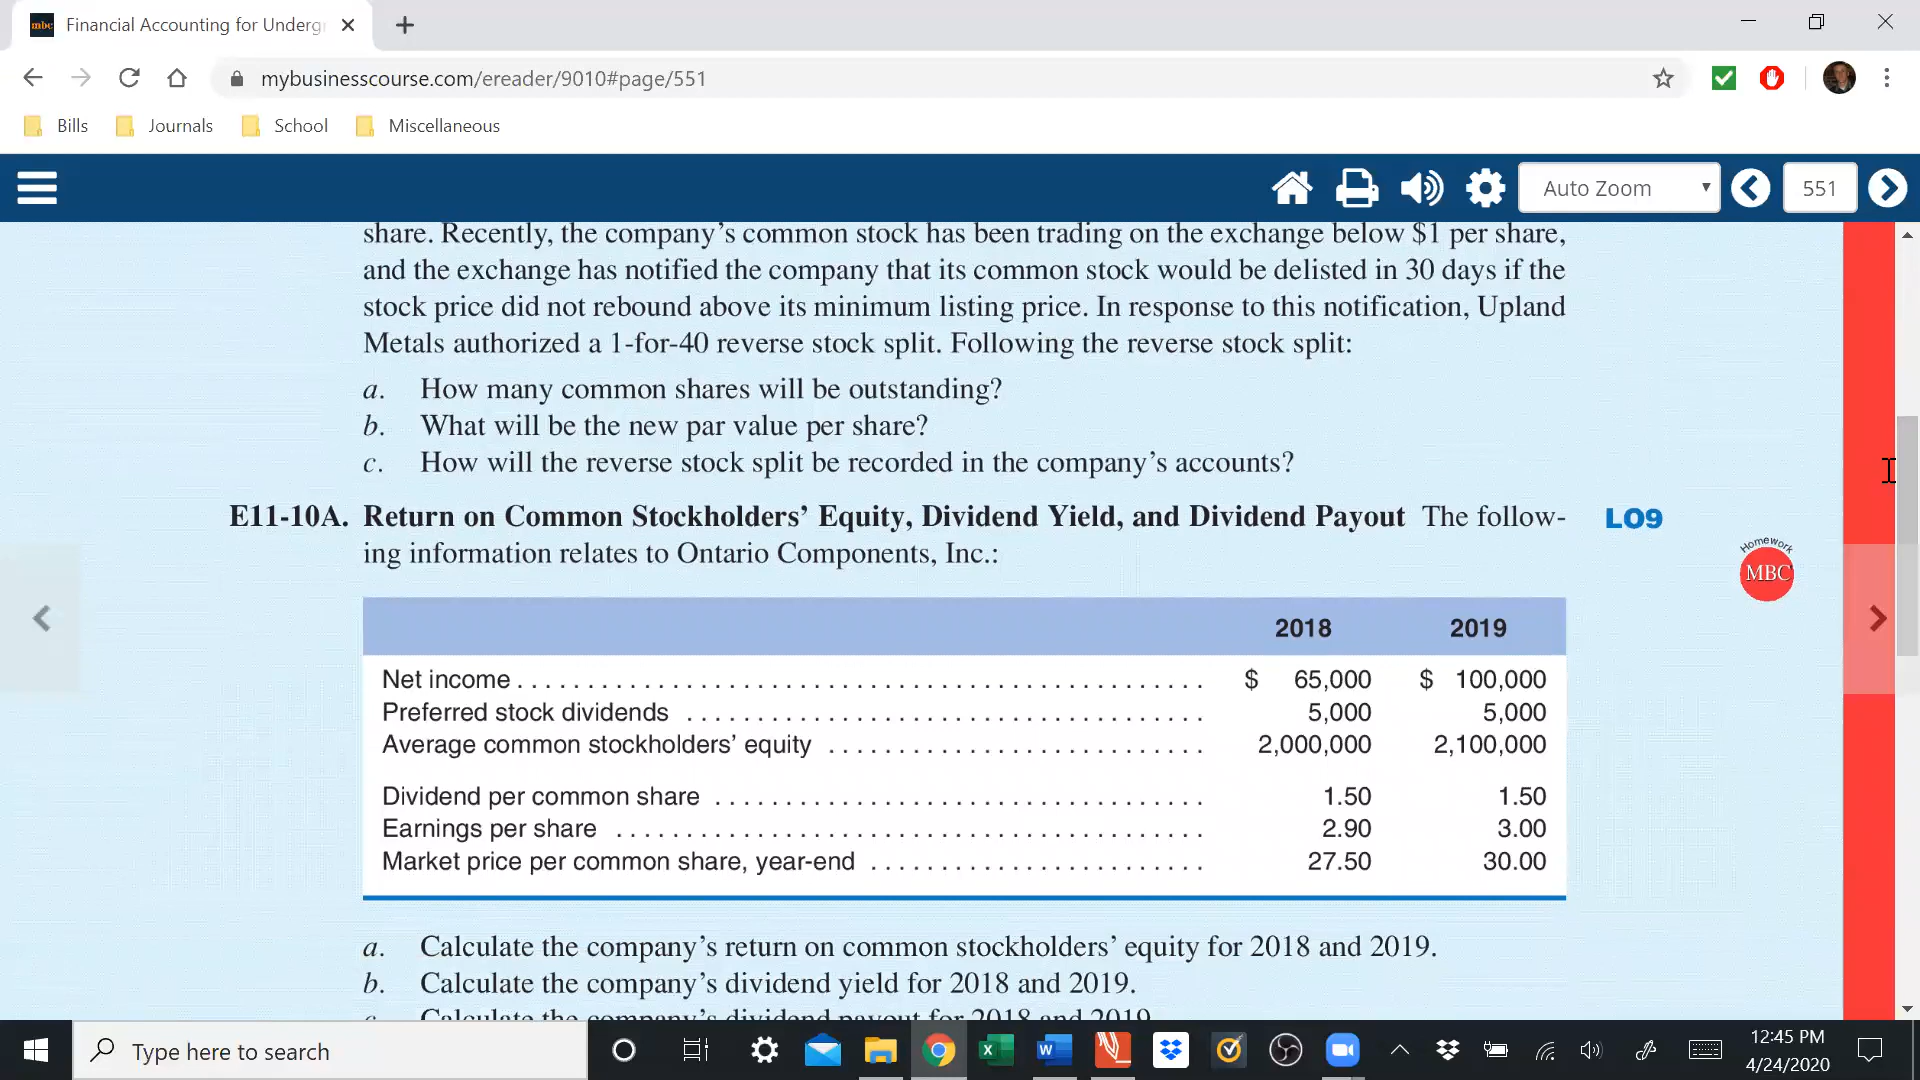 mbc Financial Accounting for Underg
mybusinesscourse.com/ereader/9010#page/551
Bills Journals School Miscellaneous
Auto Zoom 551
share. Recently, the company's common stock has been trading on the exchange below $1 per share,
and the exchange has notified the company that its common stock would be delisted in 30 days if the
stock price did not rebound above its minimum listing price. In response to this notification, Upland
Metals authorized a 1-for-40 reverse stock split. Following the reverse stock split:
a. How many common shares will be outstanding?
b. What will be the new par value per share?
c. How will the reverse stock split be recorded in the company's accounts?
E11-10A. Return on Common Stockholders' Equity, Dividend Yield, and Dividend Payout The follow- LO9
ing information relates to Ontario Components, Inc.:
Homework
MBC
2018 2019
Net income . . . . . . . . . . . . . . . . . . . . $ 65,000 $ 100,000
Preferred stock dividends . . . . . . . . . . . . . . . . . . . . 5,000 5,000
Average common stockholders' equity . . . . . . . . . . . . . . . . . . . . 2,000,000 2,100,000
Dividend per common share . . . . . . . . . . . . . . . . . . . . 1.50 1.50
Earnings per share . . . . . . . . . . . . . . . . . . . . 2.90 3.00
Market price per common share, year-end . . . . . . . . . . . . . . . . . . . . 27.50 30.00
a. Calculate the company's return on common stockholders' equity for 2018 and 2019.
b. Calculate the company's dividend yield for 2018 and 2019.
c. Calculate the company's dividend payout for 2018 and 2019.
Type here to search
12:45 PM
4/24/2020